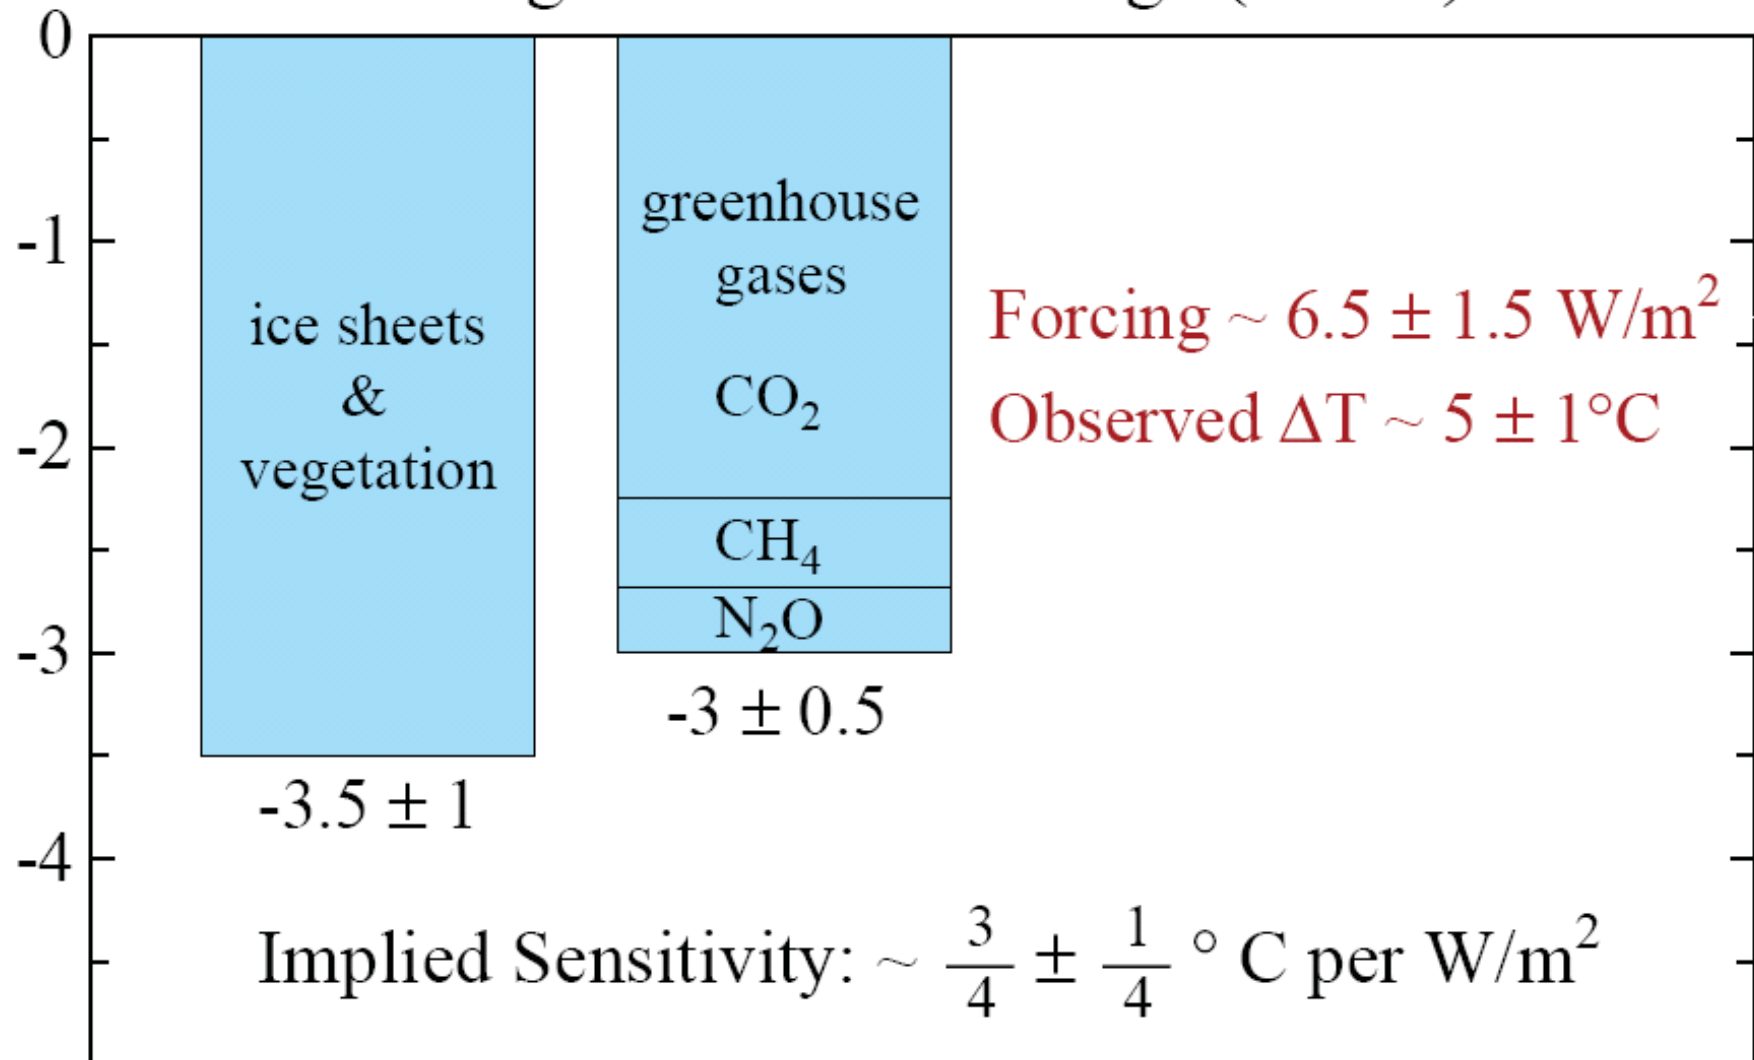 0
-1
-2
-3
-4
ice sheets
&
vegetation
-3.5 ± 1
greenhouse
gases
CO₂
CH₄
N₂O
-3 ± 0.5
Forcing ~ 6.5 ± 1.5 W/m²
Observed ΔT ~ 5 ± 1°C
Implied Sensitivity: ~ 3/4 ± 1/4 ° C per W/m²